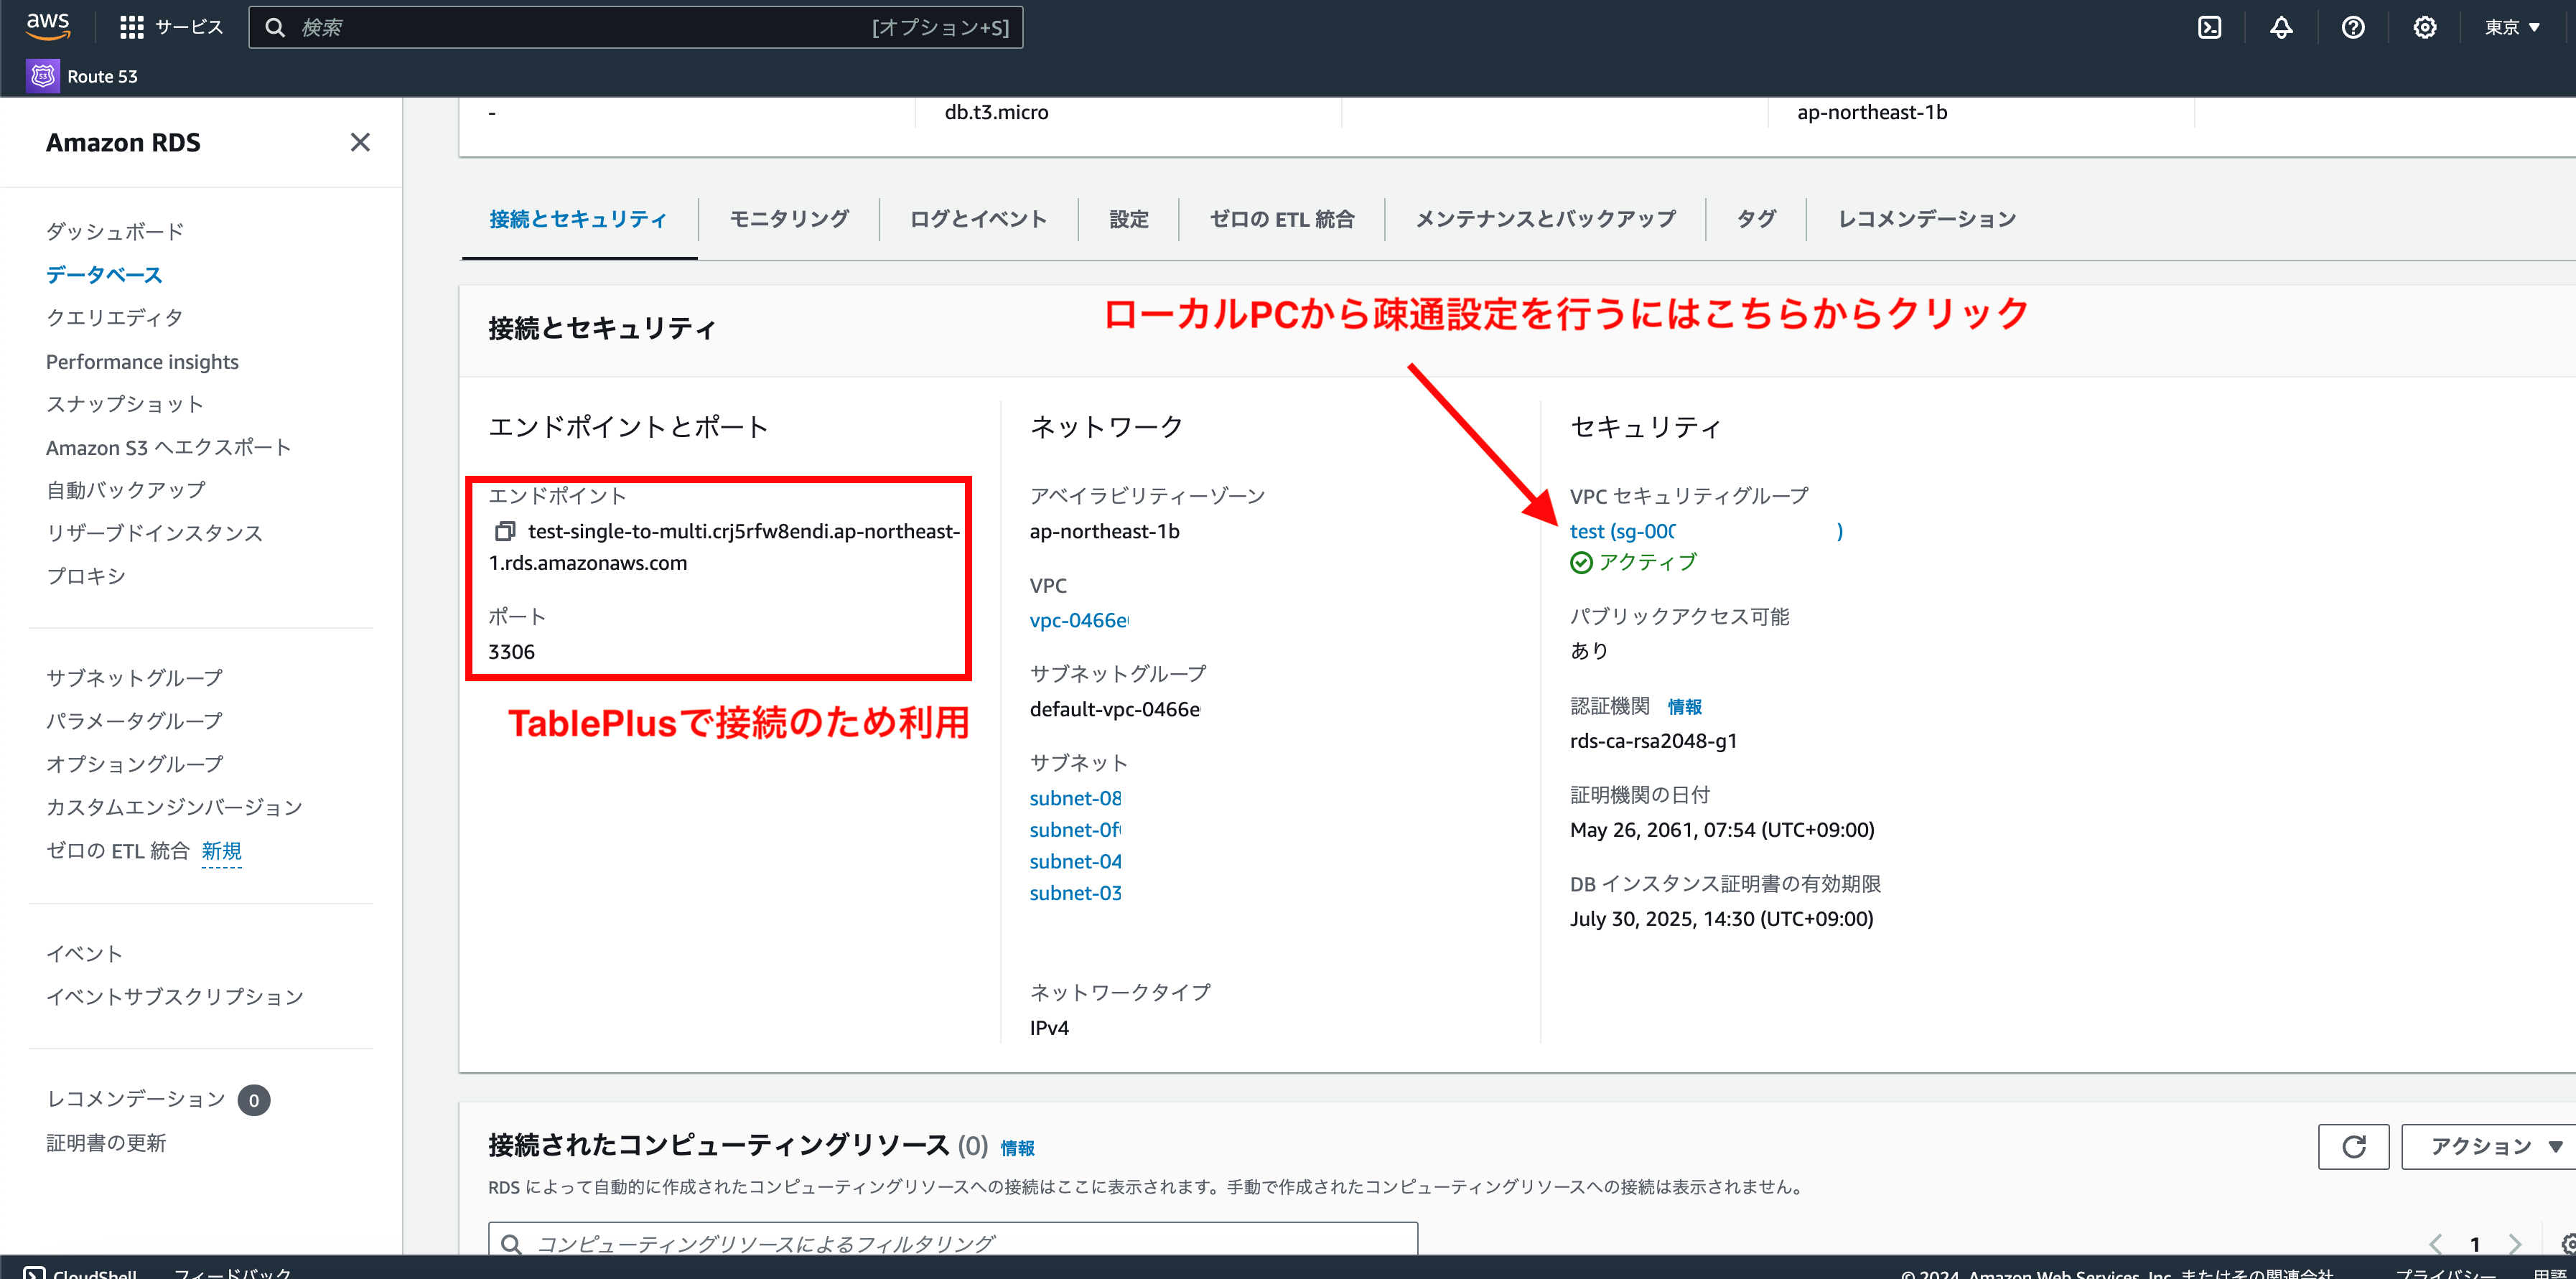 aws
サービス
検索
[オプション+S]
東京
Route 53
Amazon RDS
ダッシュボード
データベース
クエリエディタ
Performance insights
スナップショット
Amazon S3 へエクスポート
自動バックアップ
リザーブドインスタンス
プロキシ
サブネットグループ
パラメータグループ
オプショングループ
カスタムエンジンバージョン
ゼロの ETL 統合 新規
イベント
イベントサブスクリプション
レコメンデーション 0
証明書の更新
-
db.t3.micro
ap-northeast-1b
接続とセキュリティ
モニタリング
ログとイベント
設定
ゼロの ETL 統合
メンテナンスとバックアップ
タグ
レコメンデーション
接続とセキュリティ
ローカルPCから疎通設定を行うにはこちらからクリック
エンドポイントとポート
エンドポイント
test-single-to-multi.crj5rfw8endi.ap-northeast-
1.rds.amazonaws.com
ポート
3306
TablePlusで接続のため利用
ネットワーク
アベイラビリティーゾーン
ap-northeast-1b
VPC
vpc-0466e
サブネットグループ
default-vpc-0466e
サブネット
subnet-08
subnet-0f
subnet-04
subnet-03
ネットワークタイプ
IPv4
セキュリティ
VPC セキュリティグループ
test (sg-000 )
アクティブ
パブリックアクセス可能
あり
認証機関 情報
rds-ca-rsa2048-g1
証明機関の日付
May 26, 2061, 07:54 (UTC+09:00)
DB インスタンス証明書の有効期限
July 30, 2025, 14:30 (UTC+09:00)
接続されたコンピューティングリソース (0) 情報
アクション
RDS によって自動的に作成されたコンピューティングリソースへの接続はここに表示されます。手動で作成されたコンピューティングリソースへの接続は表示されません。
コンピューティングリソースによるフィルタリング
1
CloudShell
フィードバック
© 2024, Amazon Web Services, Inc. またはその関連会社
プライバシー
用語